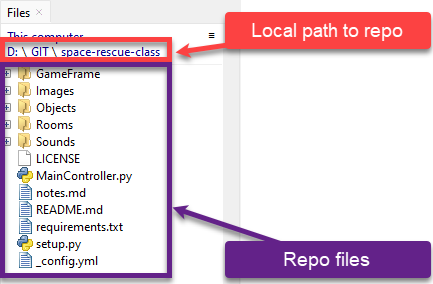 Files ×
This computer
D: \ GIT \ space-rescue-class
Local path to repo
GameFrame
Images
Objects
Rooms
Sounds
LICENSE
MainController.py
notes.md
README.md
requirements.txt
setup.py
_config.yml
Repo files